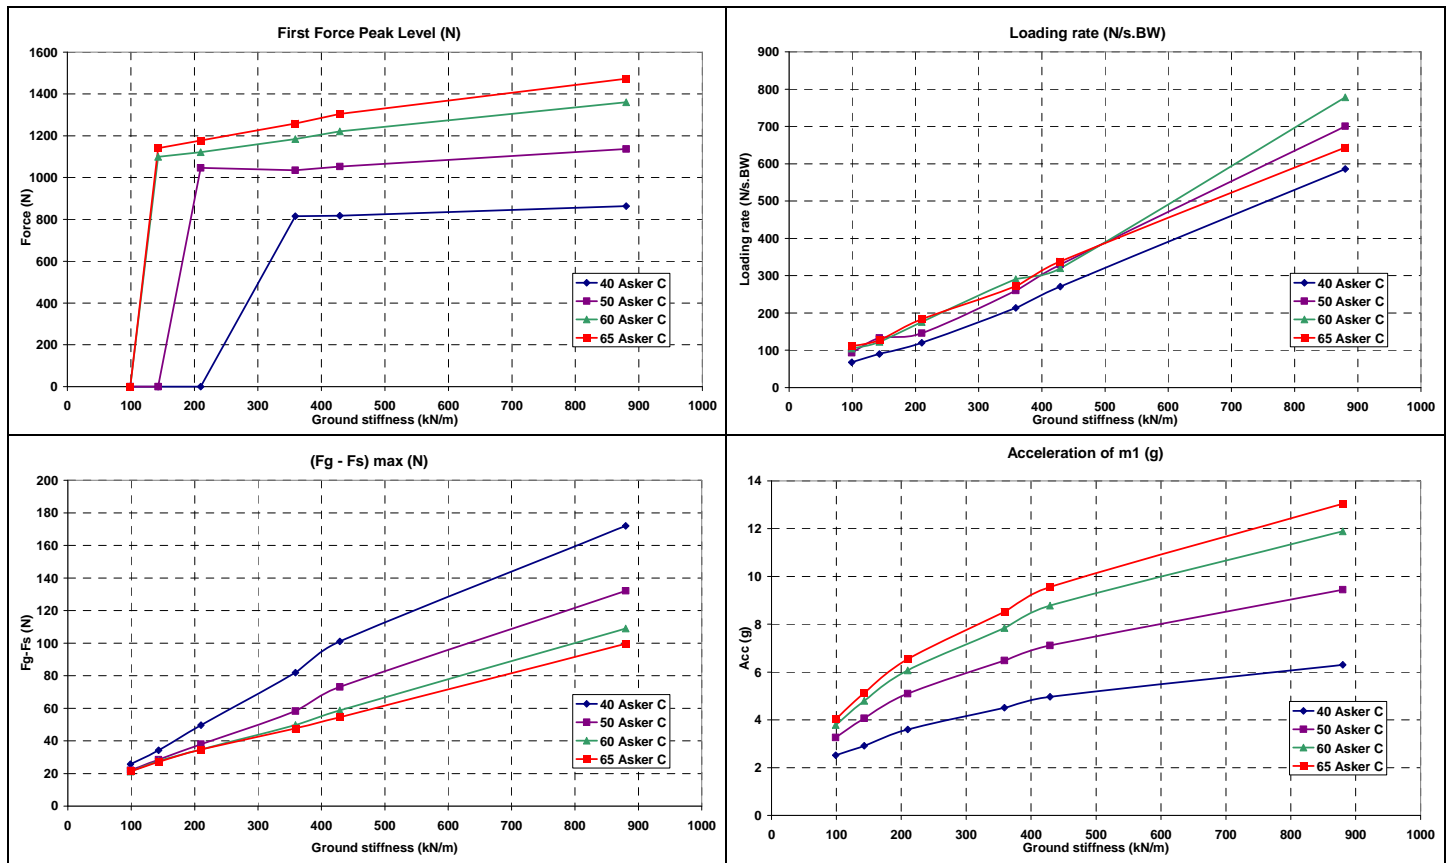 First Force Peak Level (N)
1600
1400
1200
1000
800
600
400
200
0
Force (N)
0 100 200 300 400 500 600 700 800 900 1000
Ground stiffness (kN/m)
40 Asker C
50 Asker C
60 Asker C
65 Asker C
Loading rate (N/s.BW)
900
800
700
600
500
400
300
200
100
0
Loading rate (N/s.BW)
0 100 200 300 400 500 600 700 800 900 1000
Ground stiffness (kN/m)
40 Asker C
50 Asker C
60 Asker C
65 Asker C
(Fg - Fs) max (N)
200
180
160
140
120
100
80
60
40
20
0
Fg-Fs (N)
0 100 200 300 400 500 600 700 800 900 1000
Ground stiffness (kN/m)
40 Asker C
50 Asker C
60 Asker C
65 Asker C
Acceleration of m1 (g)
14
12
10
8
6
4
2
0
Acc (g)
0 100 200 300 400 500 600 700 800 900 1000
Ground stiffness (kN/m)
40 Asker C
50 Asker C
60 Asker C
65 Asker C